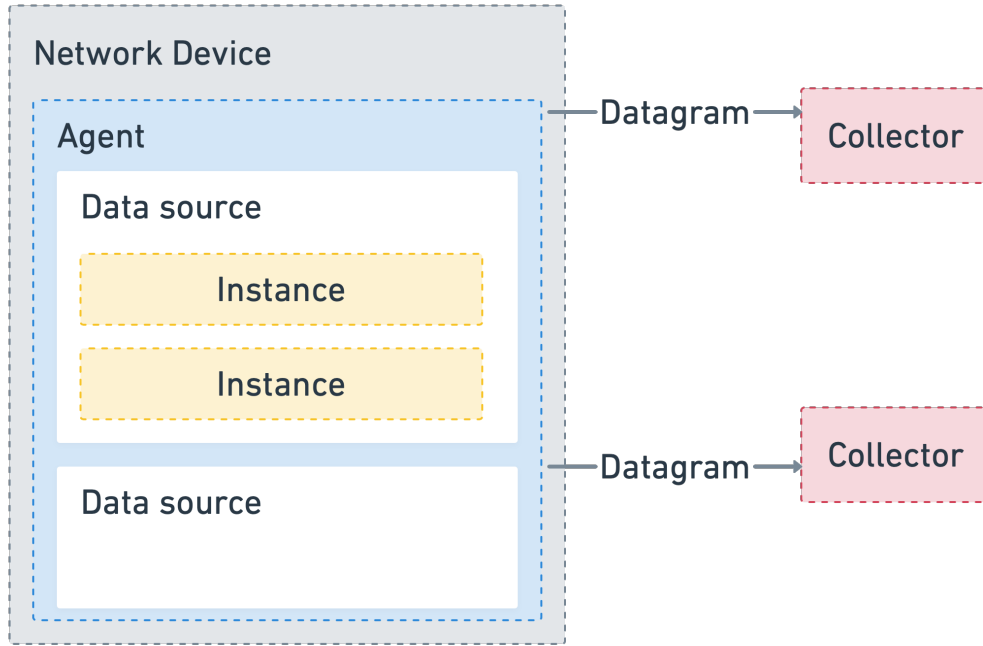 Network Device
Agent
Data source
Instance
Instance
Data source
Datagram
Collector
Datagram
Collector